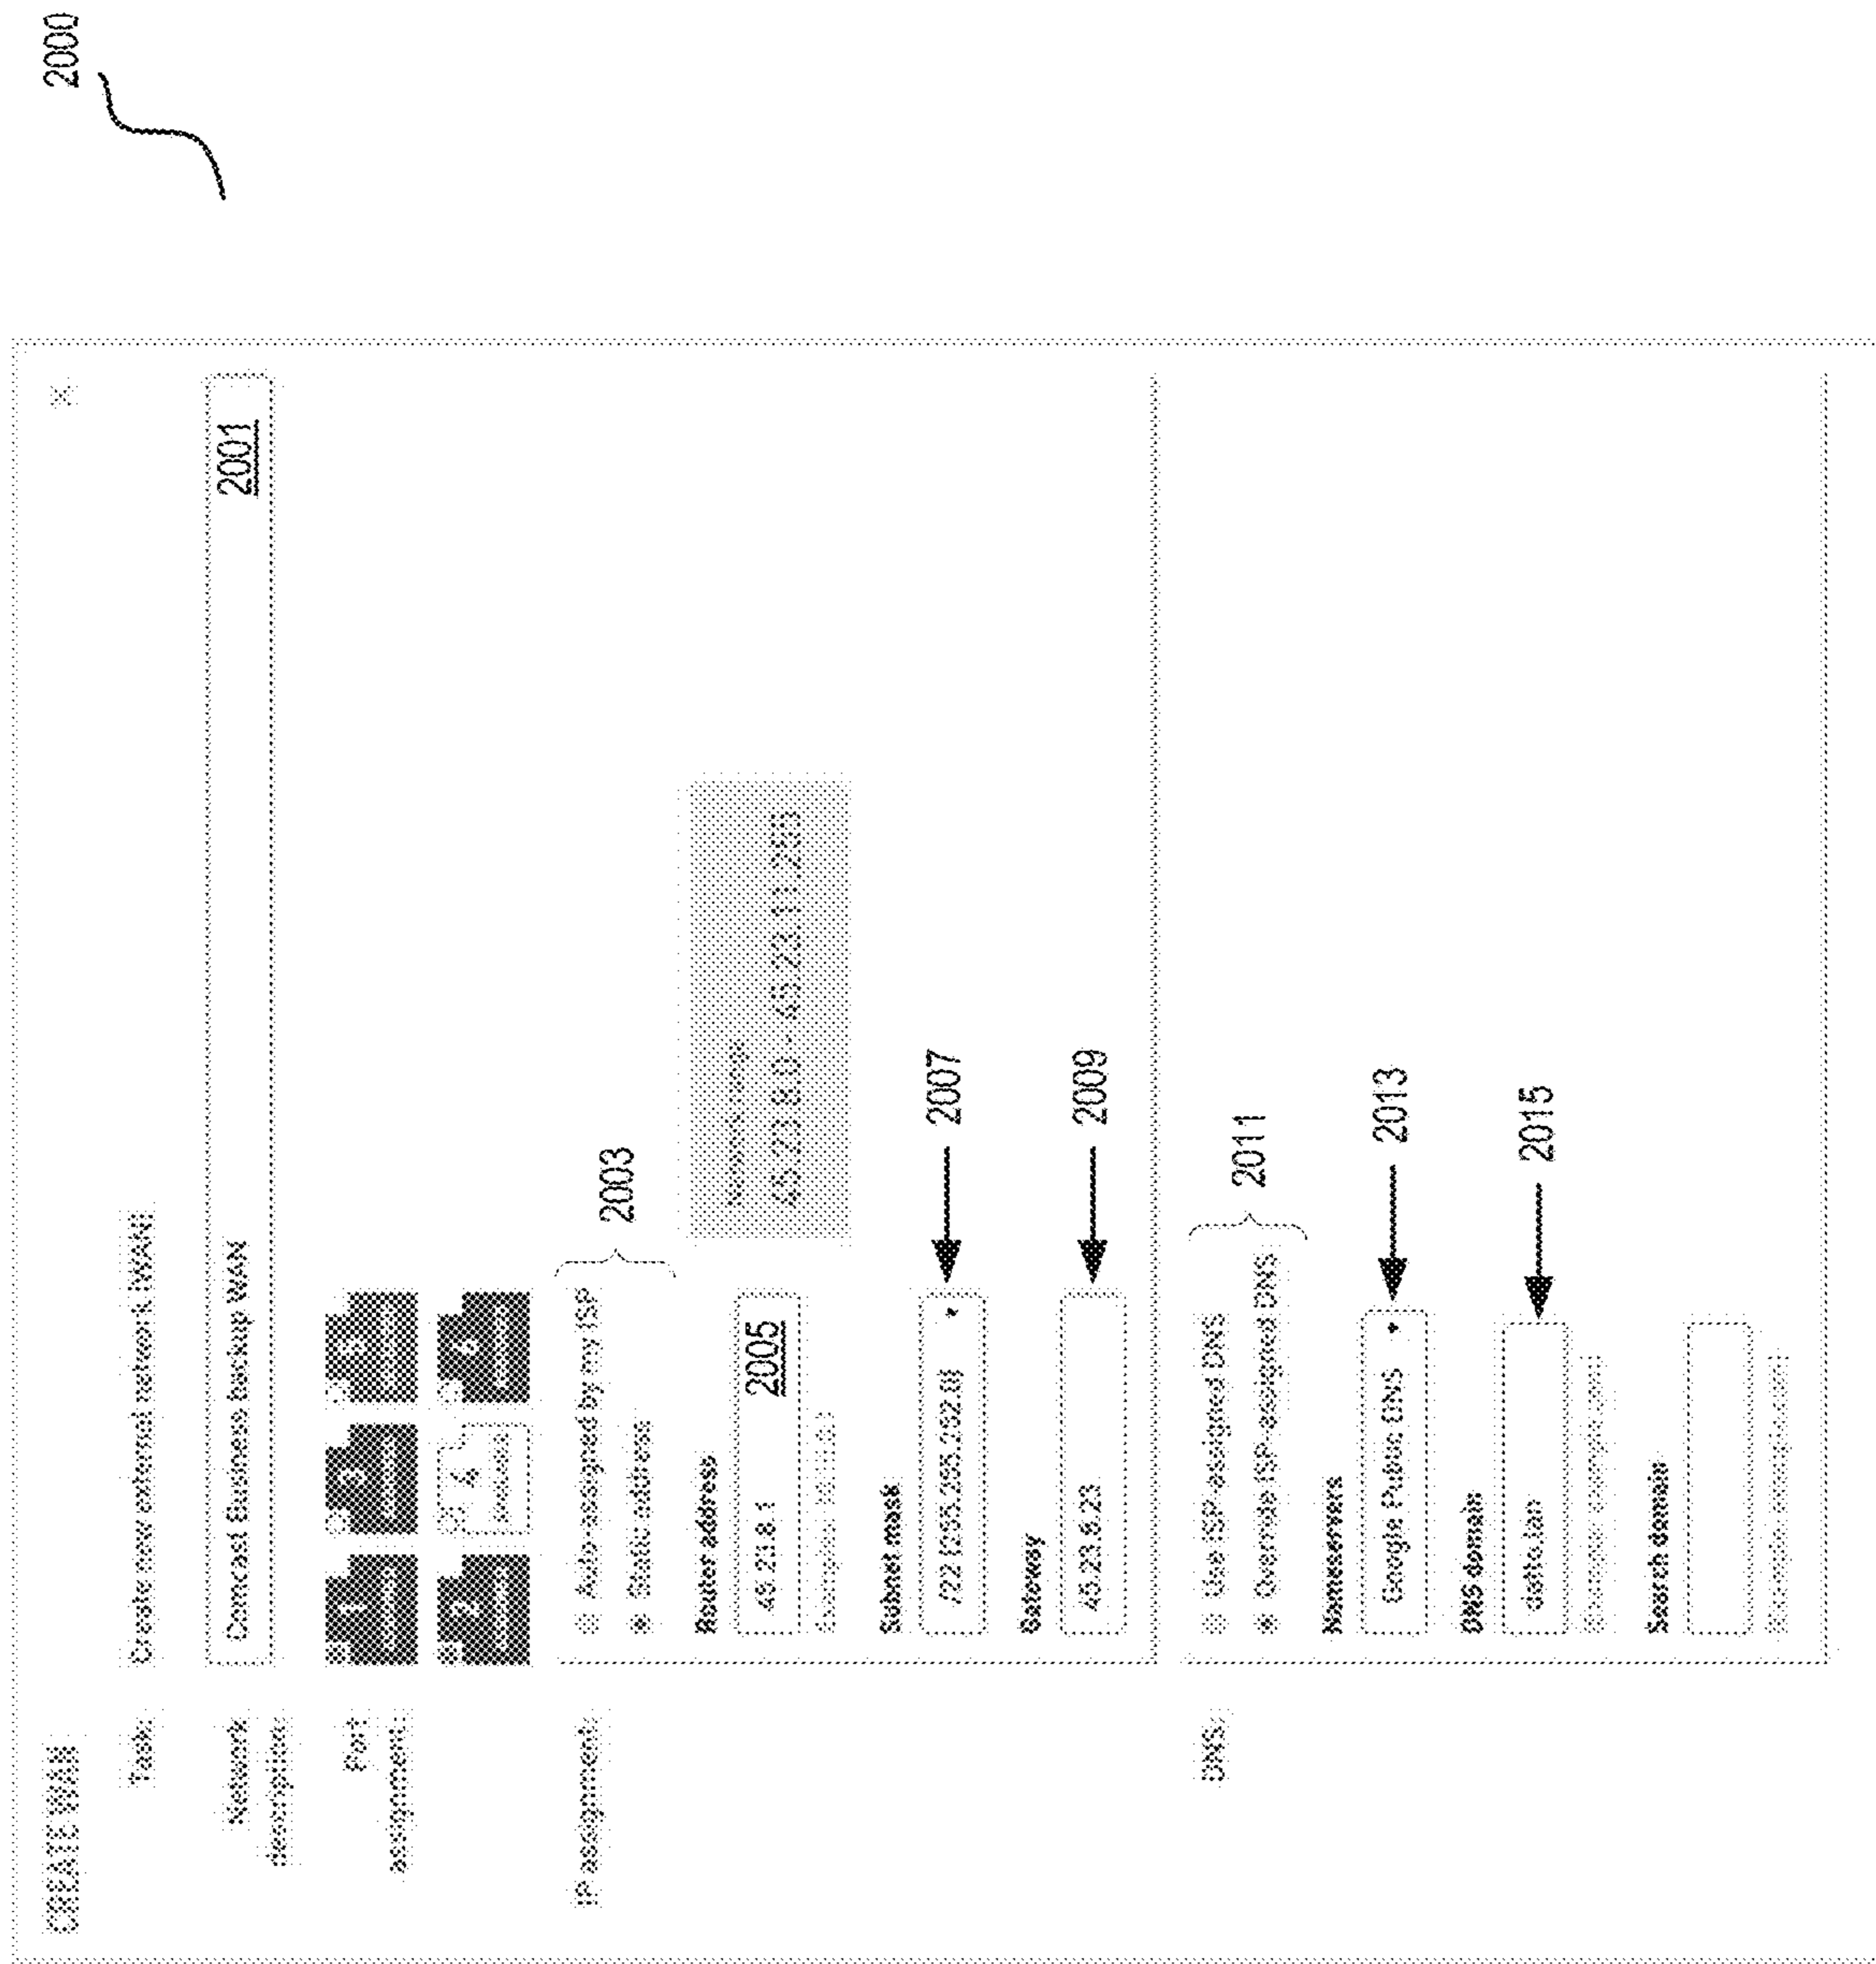 2000
CREATE WAN
Task: Create new external network (WAN)
Network description: Comcast Business backup WAN 2001
Port assignment:
1 3 5
2 4 6
IP assignment: Auto-assigned by my ISP
Static address
2003
Router address
45.23.8.1 2005
45.23.8.0 - 45.23.11.255
Subnet mask
/22 (255.255.252.0) 2007
Gateway
45.23.8.23 2009
DNS: Use ISP-assigned DNS
Override ISP-assigned DNS
2011
Nameservers
Google Public DNS 2013
DNS domain
datto.lan 2015
Search domain